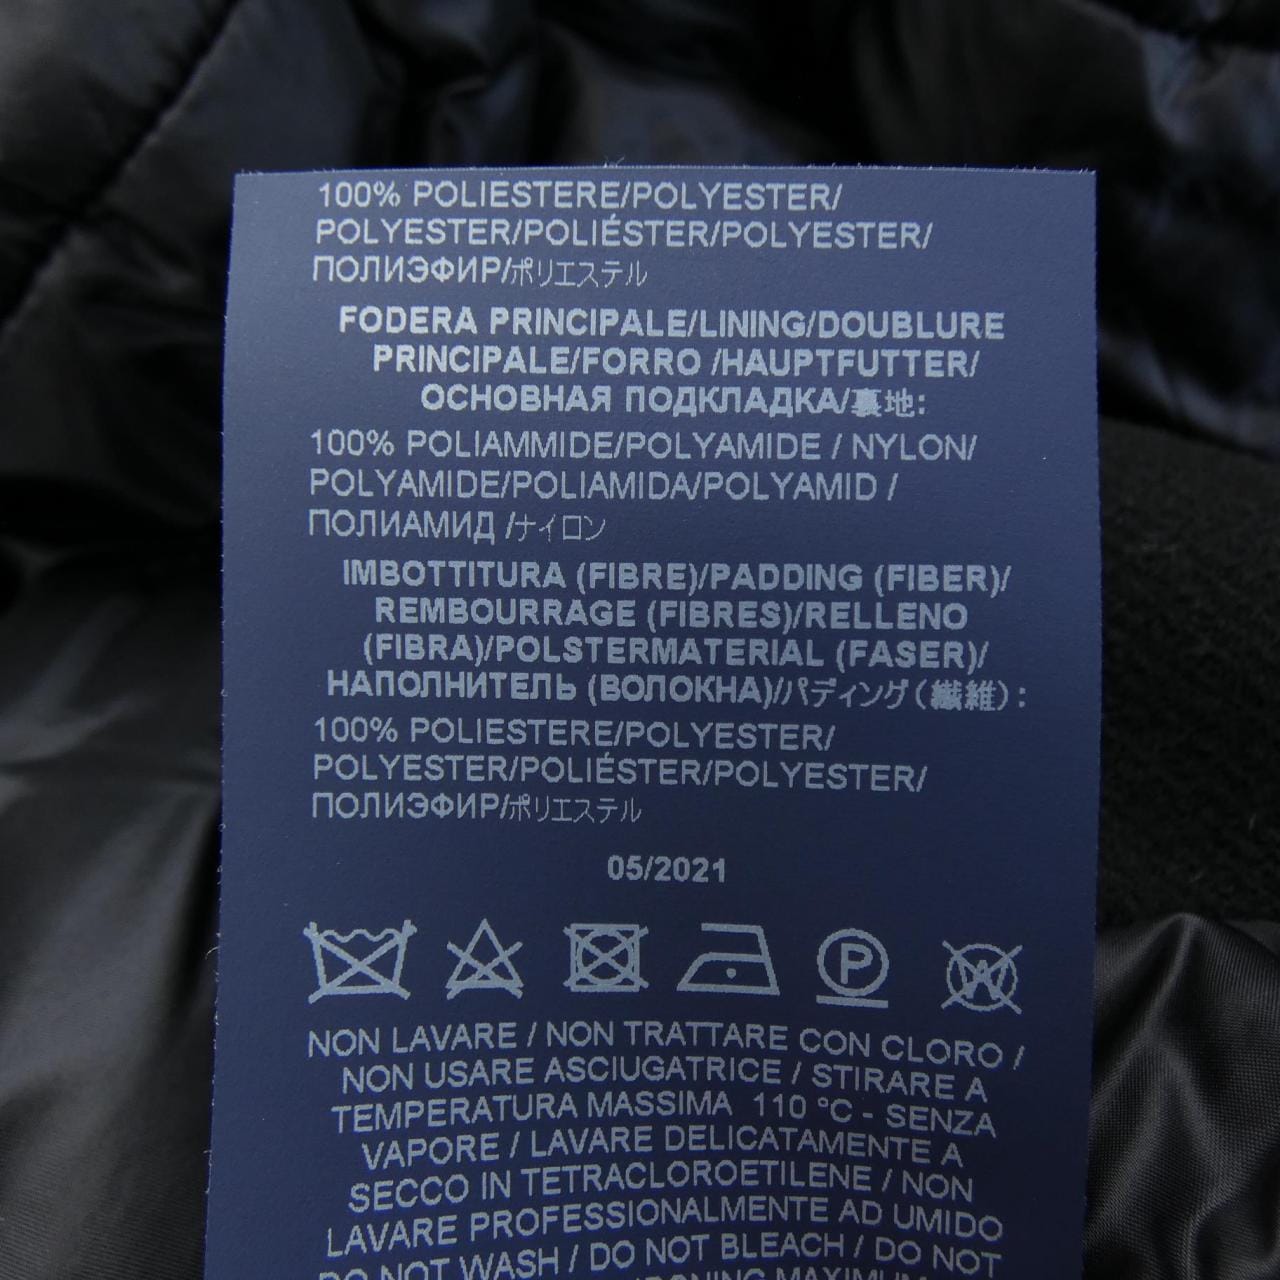 100% POLIESTERE/POLYESTER/
POLYESTER/POLIÉSTER/POLYESTER/
ПОЛИЭФИР/ポリエステル
FODERA PRINCIPALE/LINING/DOUBLURE
PRINCIPALE/FORRO /HAUPTFUTTER/
ОСНОВНАЯ ПОДКЛАДКА/裏地:
100% POLIAMMIDE/POLYAMIDE / NYLON/
POLYAMIDE/POLIAMIDA/POLYAMID /
ПОЛИАМИД /ナイロン
IMBOTTITURA (FIBRE)/PADDING (FIBER)/
REMBOURRAGE (FIBRES)/RELLENO
(FIBRA)/POLSTERMATERIAL (FASER)/
НАПОЛНИТЕЛЬ (ВОЛОКНА)/パディング(繊維):
100% POLIESTERE/POLYESTER/
POLYESTER/POLIÉSTER/POLYESTER/
ПОЛИЭФИР/ポリエステル
05/2021
P W
NON LAVARE / NON TRATTARE CON CLORO /
NON USARE ASCIUGATRICE / STIRARE A
TEMPERATURA MASSIMA 110 °C - SENZA
VAPORE / LAVARE DELICATAMENTE A
SECCO IN TETRACLOROETILENE / NON
LAVARE PROFESSIONALMENTE AD UMIDO
DO NOT WASH / DO NOT BLEACH / DO NOT
MAXIMUM